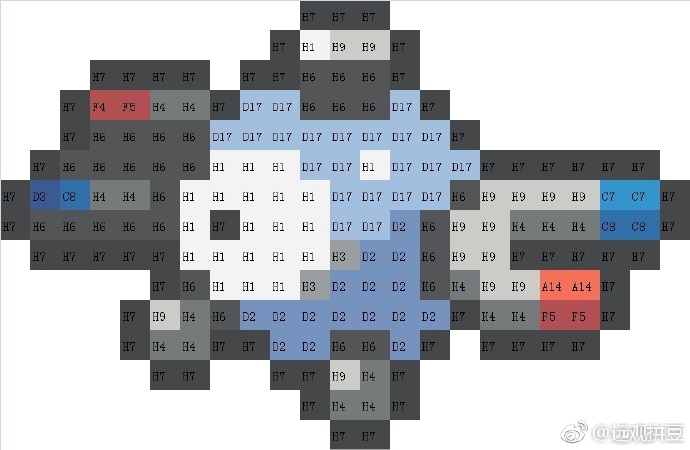 H7 H7 H7
H7 H1 H9 H9 H7
H7 H7 H7 H7 H7 H7 H6 H6 H6 H7
H7 F4 F5 H4 H4 H7 D17 D17 H6 H6 H6 D17 H7
H7 H6 H6 H6 H6 D17 D17 D17 D17 D17 D17 D17 D17 H7
H7 H6 H6 H6 H6 H6 H1 H1 H1 D17 D17 H1 D17 D17 D17 H7 H7 H7 H7 H7 H7
H7 D3 C8 H4 H4 H6 H1 H1 H1 H1 H1 D17 D17 D17 D17 H6 H9 H9 H9 H9 C7 C7 H7
H7 H6 H6 H6 H6 H6 H1 H7 H1 H1 H1 D17 D17 D2 H6 H9 H9 H4 H4 H4 C8 C8 H7
H7 H7 H7 H7 H7 H1 H1 H1 H1 H1 H3 D2 D2 H6 H9 H9 H7 H7 H7 H7 H7
H7 H6 H1 H1 H1 H1 H3 D2 D2 D2 H6 H4 H9 H9 A14 A14 H7
H7 H9 H4 H6 D2 D2 D2 D2 D2 D2 D2 H7 H4 H4 F5 F5 H7
H7 H4 H4 H7 H7 D2 D2 H6 H6 D2 H7 H7 H7 H7 H7
H7 H7 H7 H7 H9 H4 H7
H7 H4 H4 H7
H7 H7
@远观拼豆